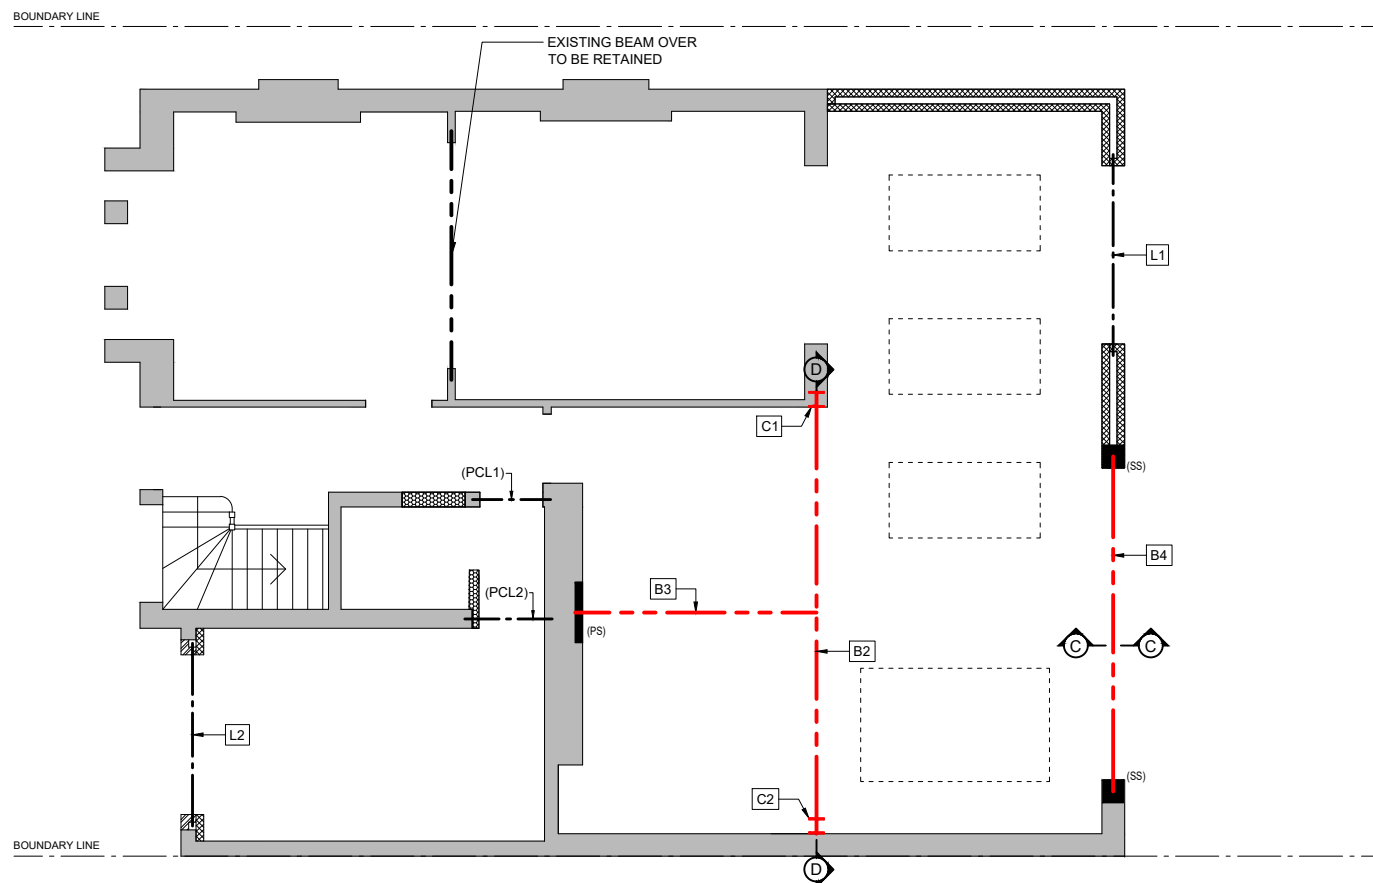 BOUNDARY LINE
EXISTING BEAM OVER
TO BE RETAINED
L1
D
C1
(SS)
(PCL1)
B4
(PCL2)
B3
(PS)
C
C
B2
L2
(SS)
C2
BOUNDARY LINE
D